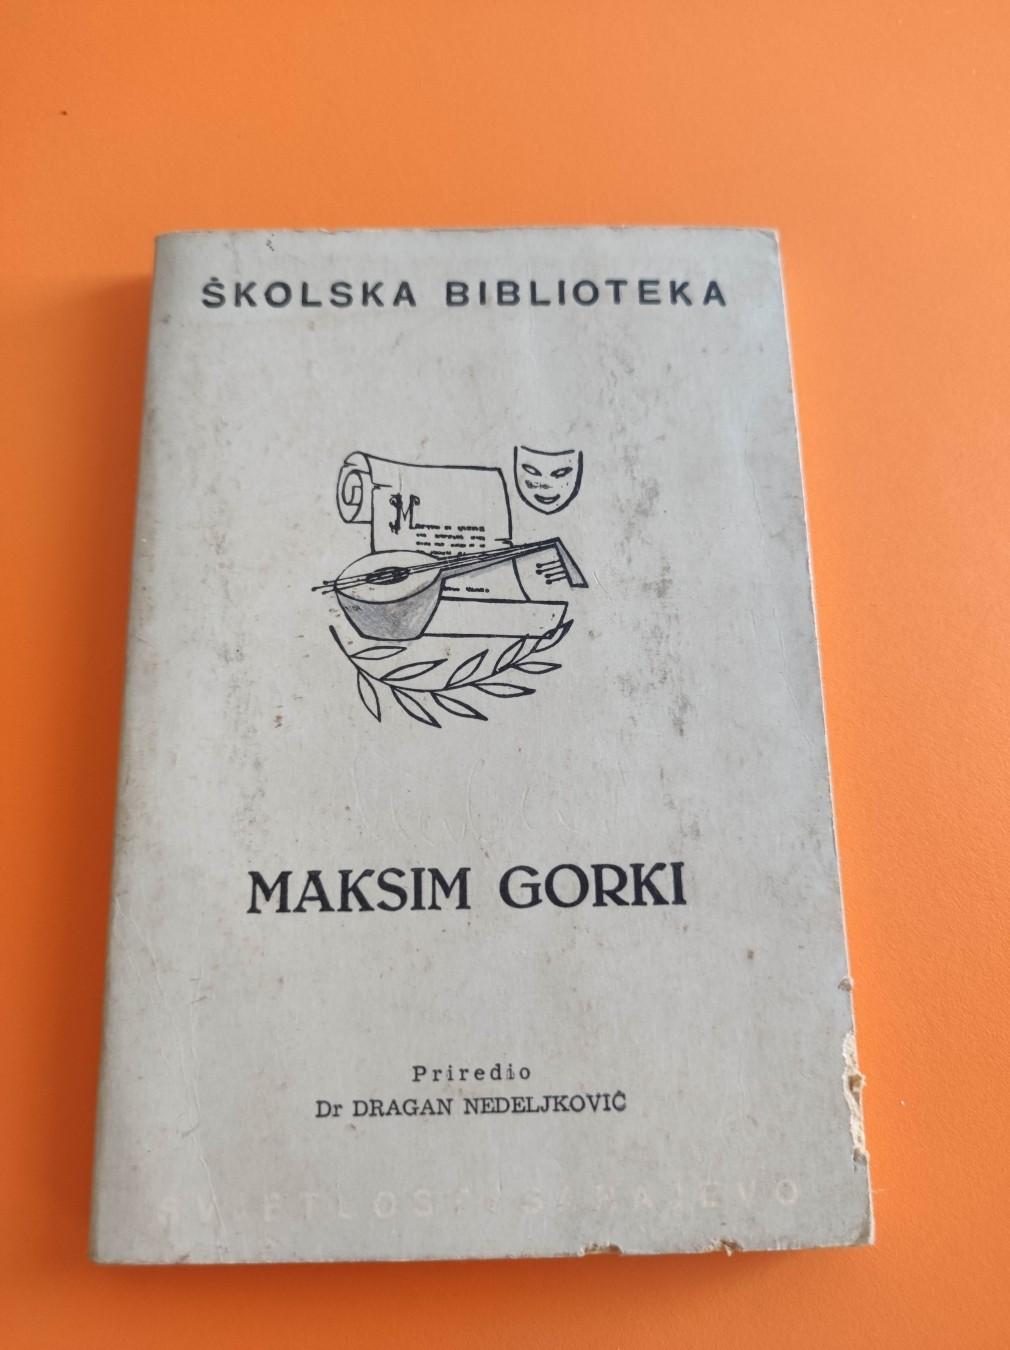 ŠKOLSKA BIBLIOTEKA
M
MAKSIM GORKI
Priredio
Dr DRAGAN NEDELJKOVIĆ
SVJETLOST, SARAJEVO